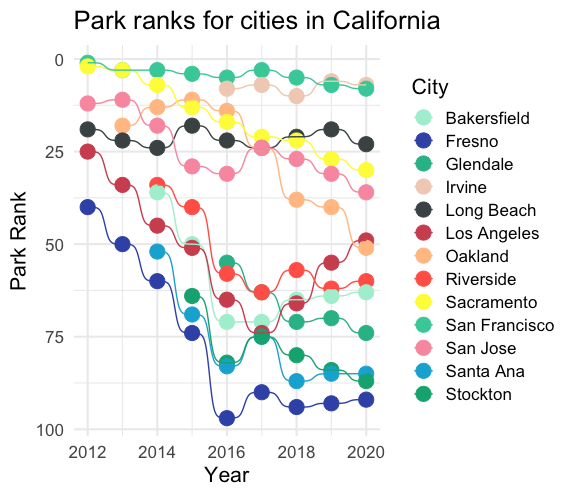 Park ranks for cities in California
Park Rank
0
25
50
75
100
2012
2014
2016
2018
2020
Year
City
Bakersfield
Fresno
Glendale
Irvine
Long Beach
Los Angeles
Oakland
Riverside
Sacramento
San Francisco
San Jose
Santa Ana
Stockton